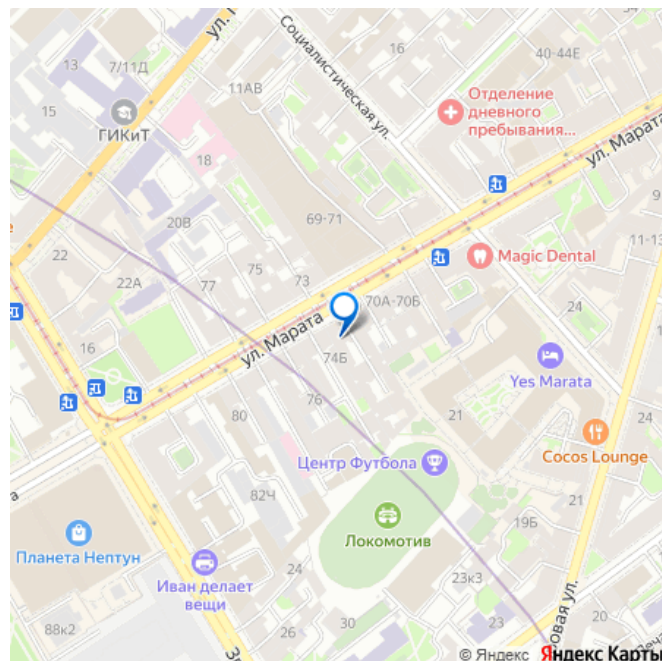 16
40-44Е
Социалистическая ул.
13
7/11Д
11АВ
15
ГИКиТ
Отделение
дневного
пребывания...
18
ул. Марата
20В
69-71
9
11-13
22
22А
77
75
73
70А-70Б
Magic Dental
24
ул. Марата
16
74Б
76
Yes Marata
80
21
24
Центр Футбола
Cocos Lounge
82Ч
21
19Б
Локомотив
Планета Нептун
Иван делает
вещи
24
23к3
88к2
26
30
20
овая ул.
© Яндекс Яндекс Карты